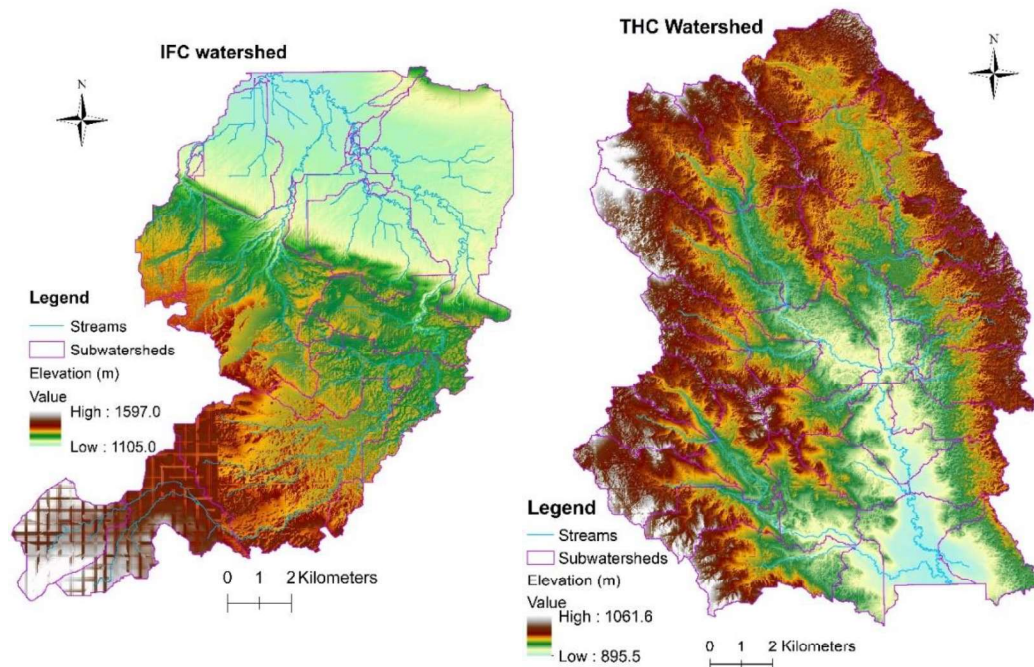 IFC watershed
N
Legend
Streams
Subwatersheds
Elevation (m)
Value
High : 1597.0
Low : 1105.0
0 1 2 Kilometers
THC Watershed
N
Legend
Streams
Subwatersheds
Elevation (m)
Value
High : 1061.6
Low : 895.5
0 1 2 Kilometers